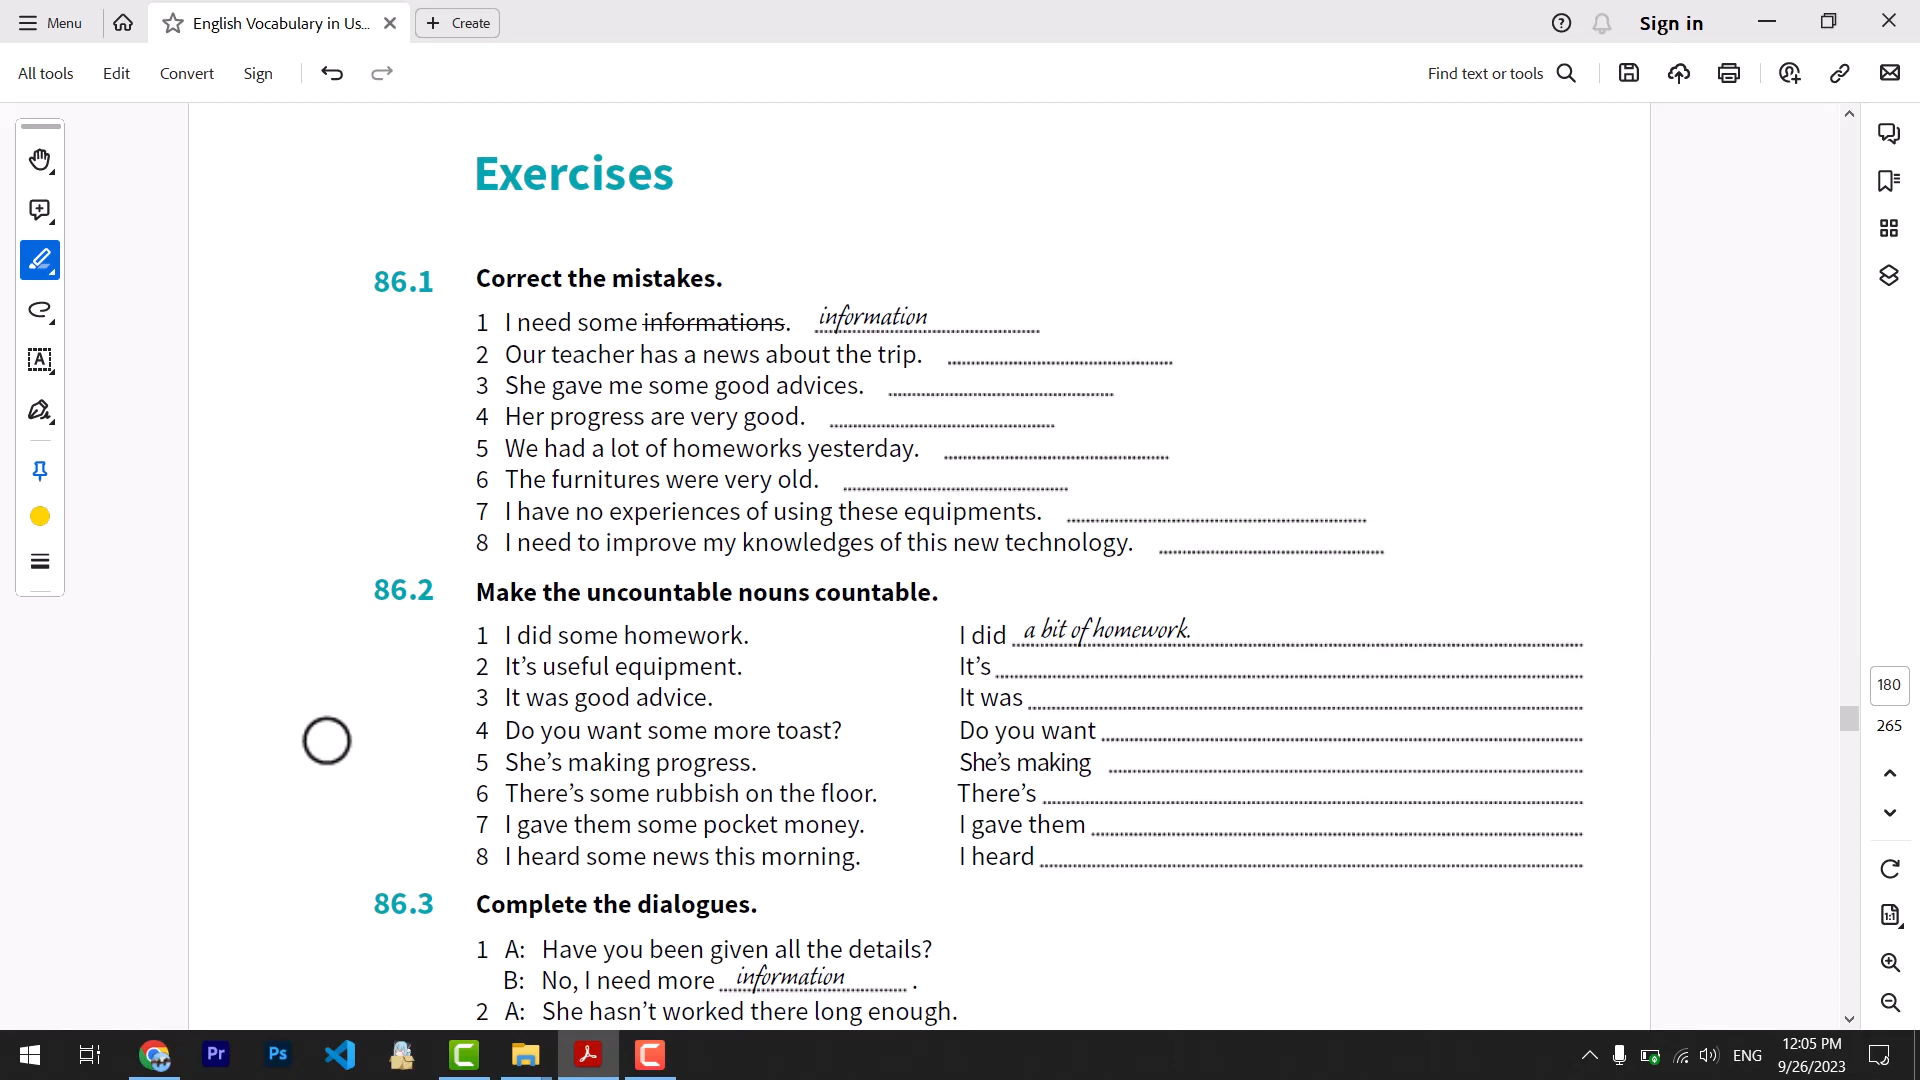 Menu
English Vocabulary in Us...
Create
Sign in
All tools
Edit
Convert
Sign
Find text or tools
Exercises
86.1 Correct the mistakes.
1 I need some informations. information
2 Our teacher has a news about the trip.
3 She gave me some good advices.
4 Her progress are very good.
5 We had a lot of homeworks yesterday.
6 The furnitures were very old.
7 I have no experiences of using these equipments.
8 I need to improve my knowledges of this new technology.
86.2 Make the uncountable nouns countable.
1 I did some homework. I did a bit of homework.
2 It's useful equipment. It's
3 It was good advice. It was
4 Do you want some more toast? Do you want
5 She's making progress. She's making
6 There's some rubbish on the floor. There's
7 I gave them some pocket money. I gave them
8 I heard some news this morning. I heard
86.3 Complete the dialogues.
1 A: Have you been given all the details?
B: No, I need more information .
2 A: She hasn't worked there long enough.
180
265
1:1
Pr
Ps
ENG
12:05 PM
9/26/2023